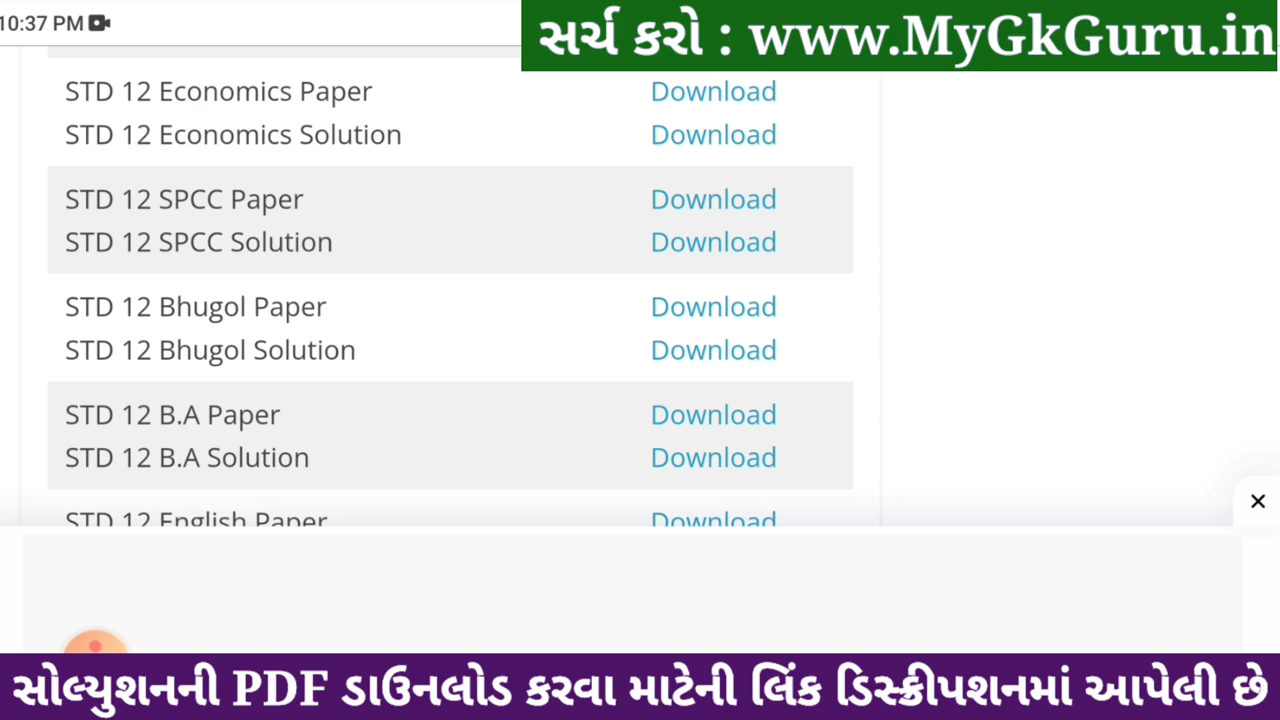 10:37 PM
સર્ચ કરો : www.MyGkGuru.in
STD 12 Economics Paper Download
STD 12 Economics Solution Download
STD 12 SPCC Paper Download
STD 12 SPCC Solution Download
STD 12 Bhugol Paper Download
STD 12 Bhugol Solution Download
STD 12 B.A Paper Download
STD 12 B.A Solution Download
STD 12 English Paper Download
સોલ્યુશનની PDF ડાઉનલોડ કરવા માટેની લિંક ડિસ્ક્રીપશનમાં આપેલી છે